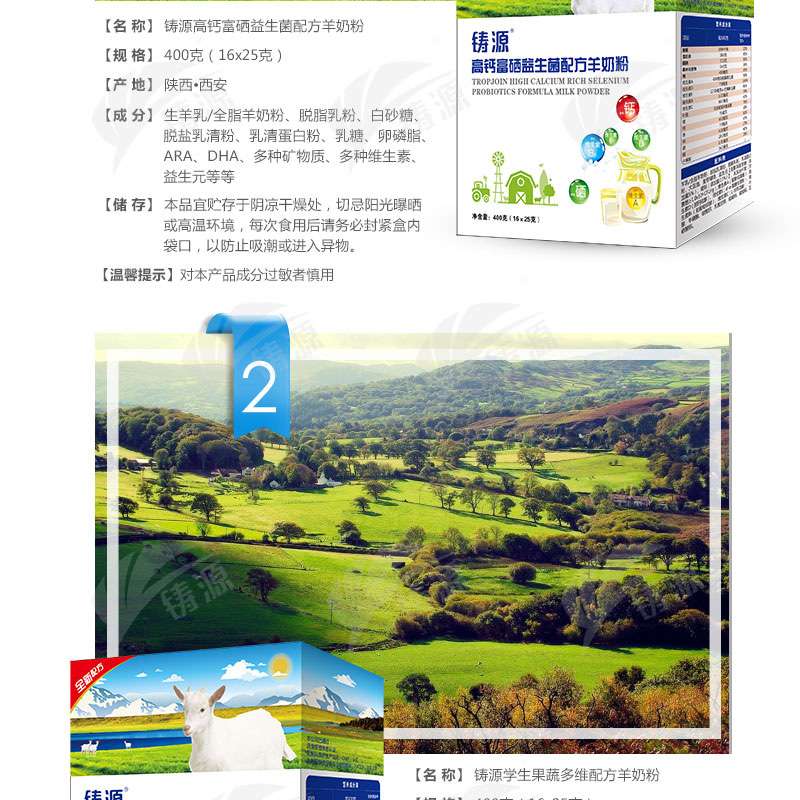 【名 称】 铸源高钙富硒益生菌配方羊奶粉
【规 格】 400克（16x25克）
【产 地】 陕西•西安
【成 分】 生羊乳/全脂羊奶粉、脱脂乳粉、白砂糖、
脱盐乳清粉、乳清蛋白粉、乳糖、卵磷脂、
ARA、DHA、多种矿物质、多种维生素、
益生元等等
【储 存】 本品宜贮存于阴凉干燥处，切忌阳光曝晒
或高温环境，每次食用后请务必封紧盒内
袋口，以防止吸潮或进入异物。
【温馨提示】对本产品成分过敏者慎用
铸源®
高钙富硒益生菌配方羊奶粉
TROPJOIN HIGH CALCIUM RICH SELENIUM
PROBIOTICS FORMULA MILK POWDER
钙
硒
净含量：400克（16x25克）
2
全新配方
铸源®
【名 称】 铸源学生果蔬多维配方羊奶粉